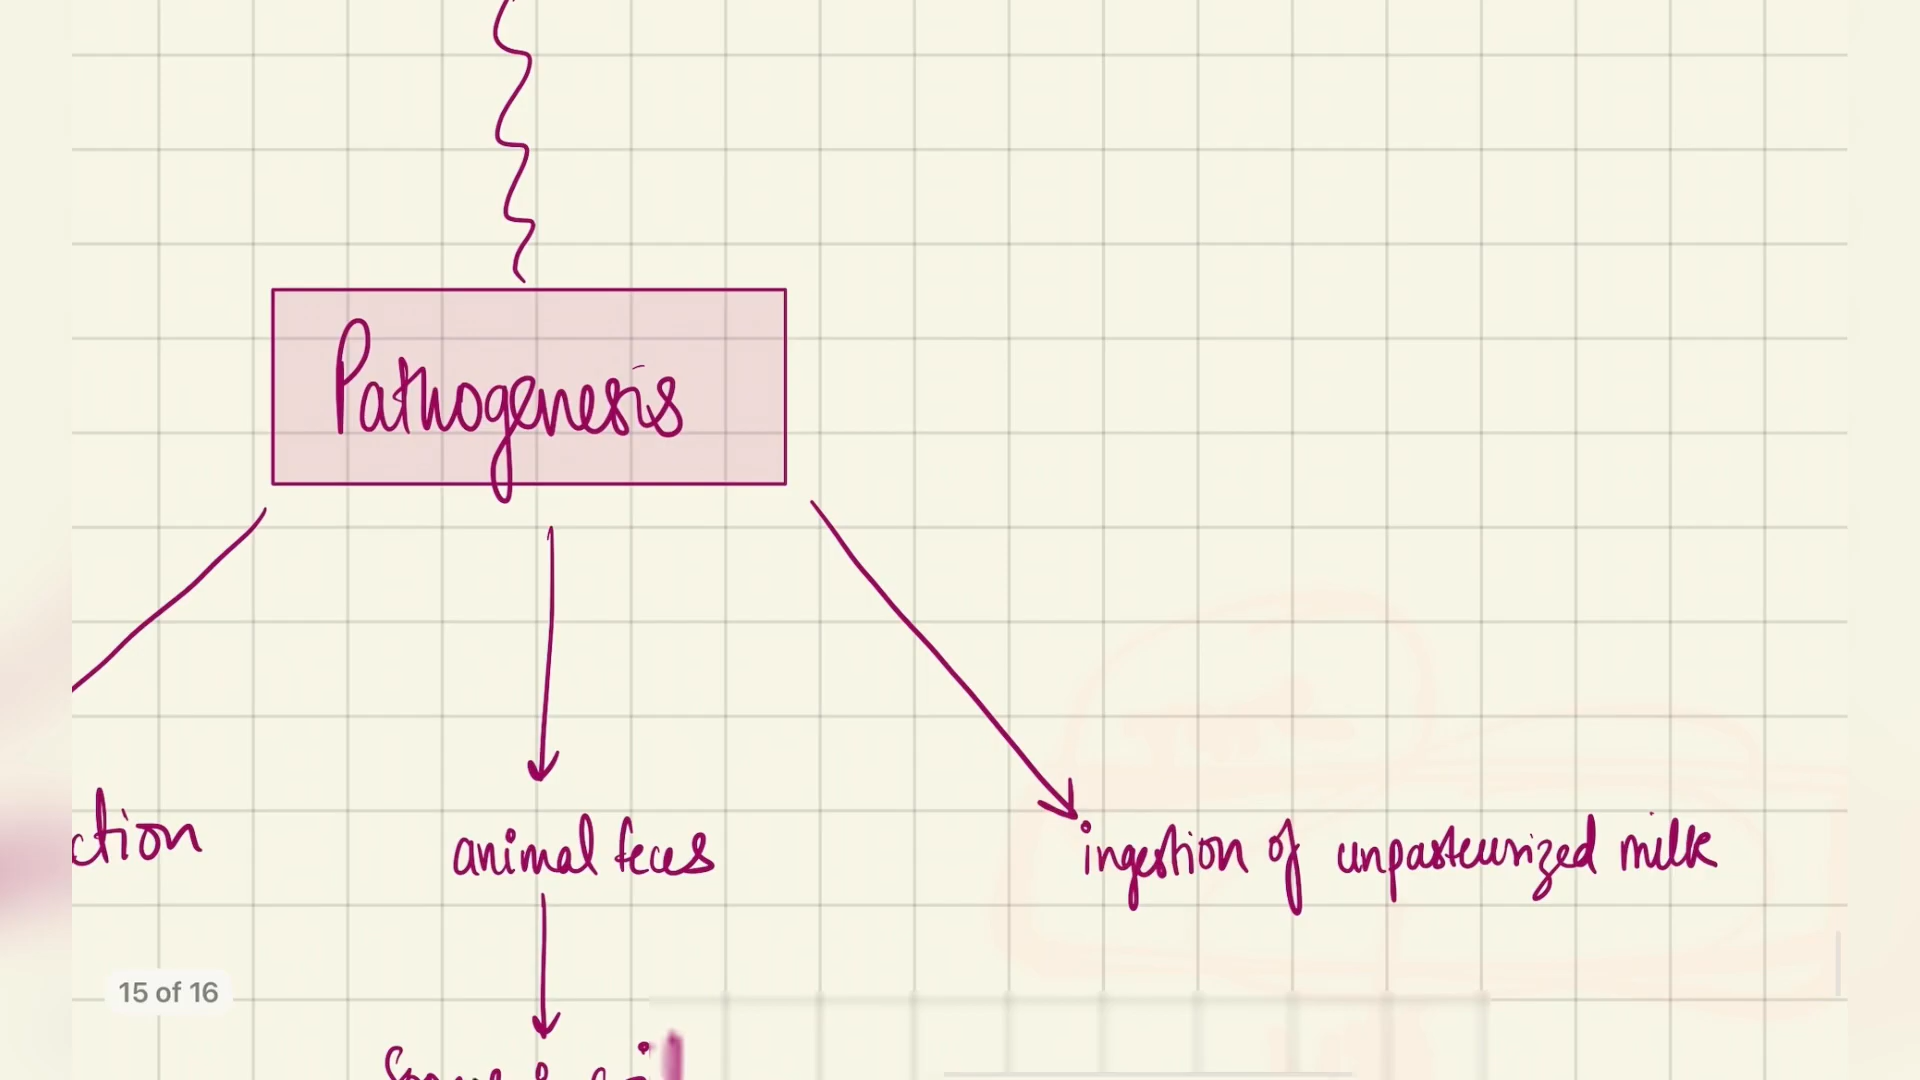 Pathogenesis
ction
animal feces
ingestion of unpasteurized milk
15 of 16